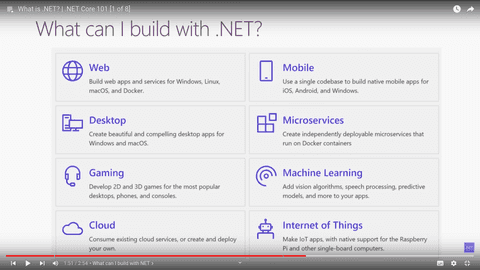 What is .NET? | .NET Core 101 [1 of 8]
What can I build with .NET?
Web
Build web apps and services for Windows, Linux,
macOS, and Docker.
Mobile
Use a single codebase to build native mobile apps for
iOS, Android, and Windows.
Desktop
Create beautiful and compelling desktop apps for
Windows and macOS.
Microservices
Create independently deployable microservices that
run on Docker containers
Gaming
Develop 2D and 3D games for the most popular
desktops, phones, and consoles.
Machine Learning
Add vision algorithms, speech processing, predictive
models, and more to your apps.
Cloud
Consume existing cloud services, or create and deploy
your own.
Internet of Things
Make IoT apps, with native support for the Raspberry
Pi and other single-board computers.
1:51 / 2:54 • What can I build with .NET